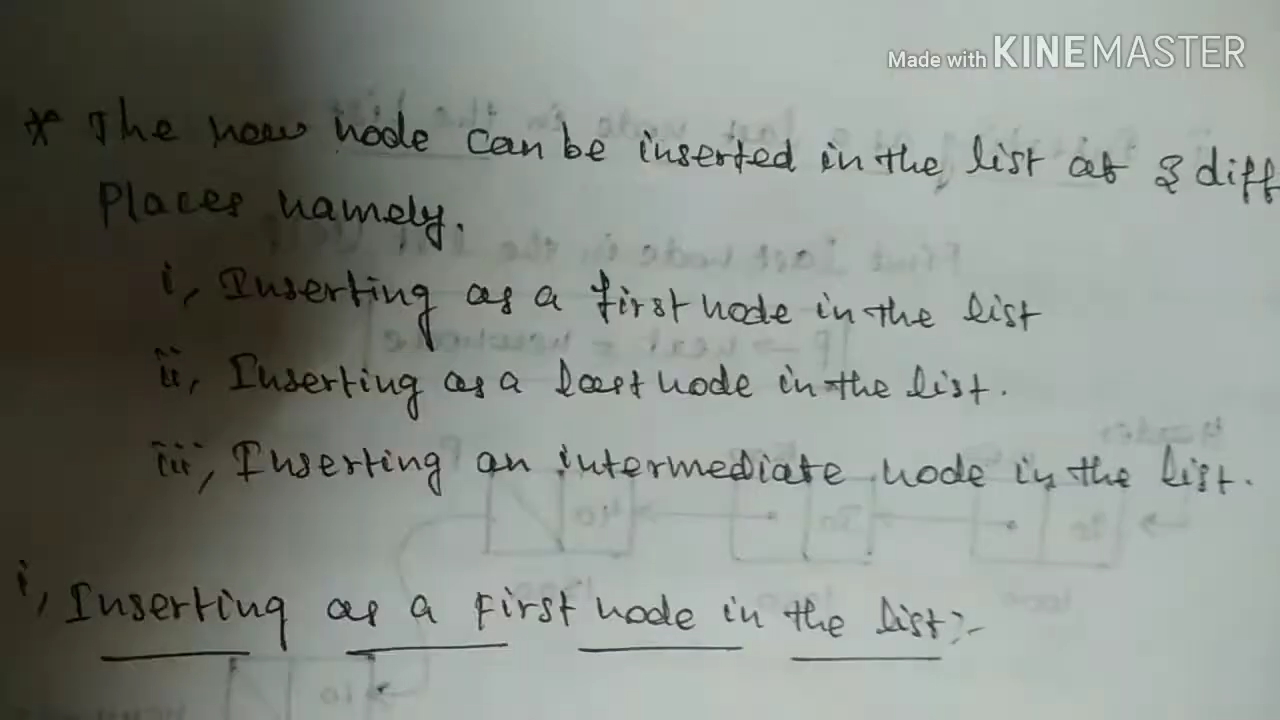 Made with KINEMASTER
* The new node can be inserted in the list at 3 diff
Places namely.
i, Inserting as a first node in the list
ii, Inserting as a last node in the list.
iii, Inserting an intermediate node in the list.
i, Inserting as a First node in the list:-